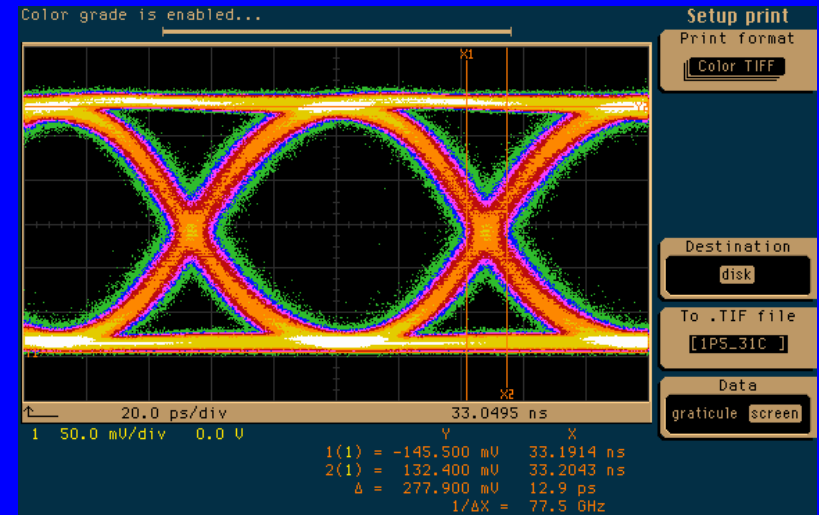 Color grade is enabled...
Setup print
Print format
Color TIFF
X1
X2
20.0 ps/div 33.0495 ns
1 50.0 mV/div 0.0 V
Y X
1(1) = -145.500 mV 33.1914 ns
2(1) = 132.400 mV 33.2043 ns
Δ = 277.900 mV 12.9 ps
1/ΔX = 77.5 GHz
Destination
disk
To .TIF file
[1P5_31C ]
Data
graticule screen